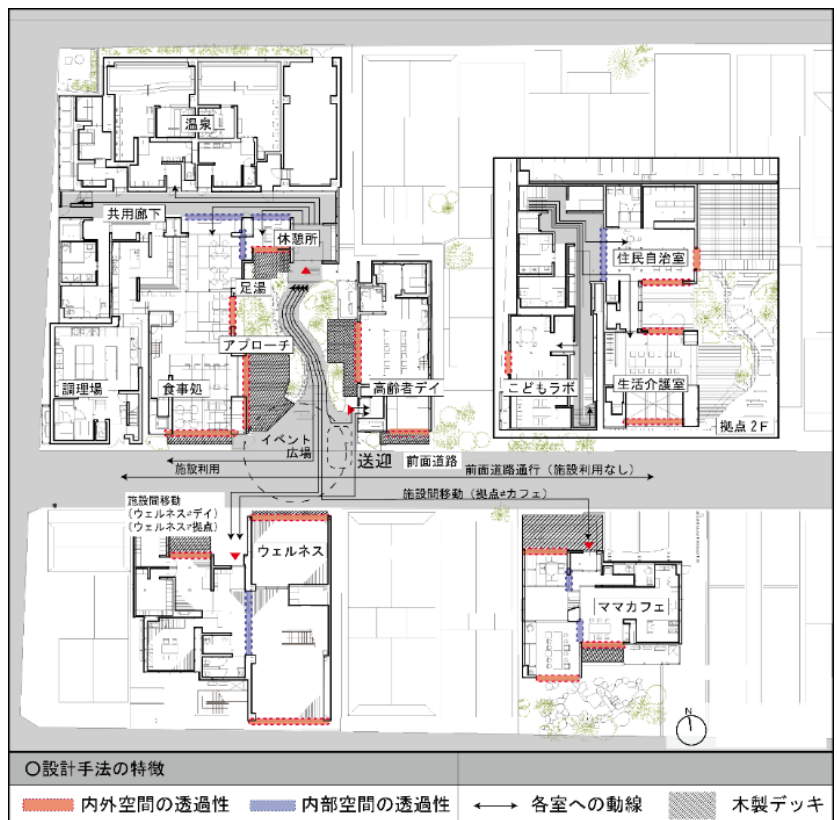 温泉
共用廊下
休憩所
足湯
アプローチ
調理場
食事処
高齢者デイ
イベント
広場
送迎
前面道路
施設利用
前面道路通行(施設利用なし)
施設間移動
(ウェルネス⇄デイ)
(ウェルネス⇄拠点)
施設間移動(拠点⇄カフェ)
住民自治室
こどもラボ
生活介護室
拠点2F
ウェルネス
ママカフェ
N
〇設計手法の特徴
内外空間の透過性
内部空間の透過性
各室への動線
木製デッキ